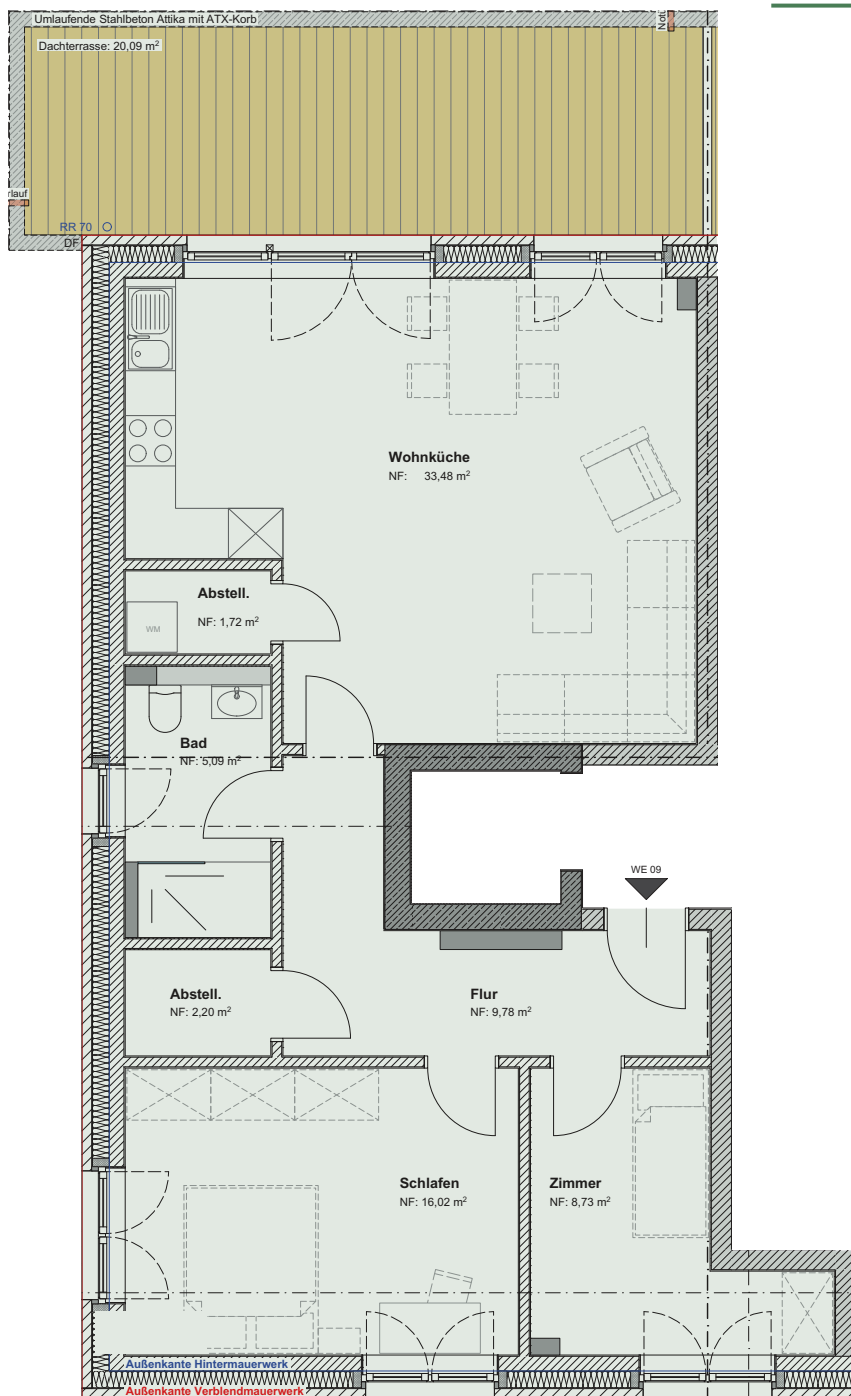 Umlaufende Stahlbeton Attika mit ATX-Korb
Dachterrasse: 20,09 m²
RR 70
DF
Wohnküche
NF: 33,48 m²
Abstell.
NF: 1,72 m²
WM
Bad
NF: 5,09 m²
WE 09
Abstell.
NF: 2,20 m²
Flur
NF: 9,78 m²
Schlafen
NF: 16,02 m²
Zimmer
NF: 8,73 m²
Außenkante Hintermauerwerk
Außenkante Verblendmauerwerk